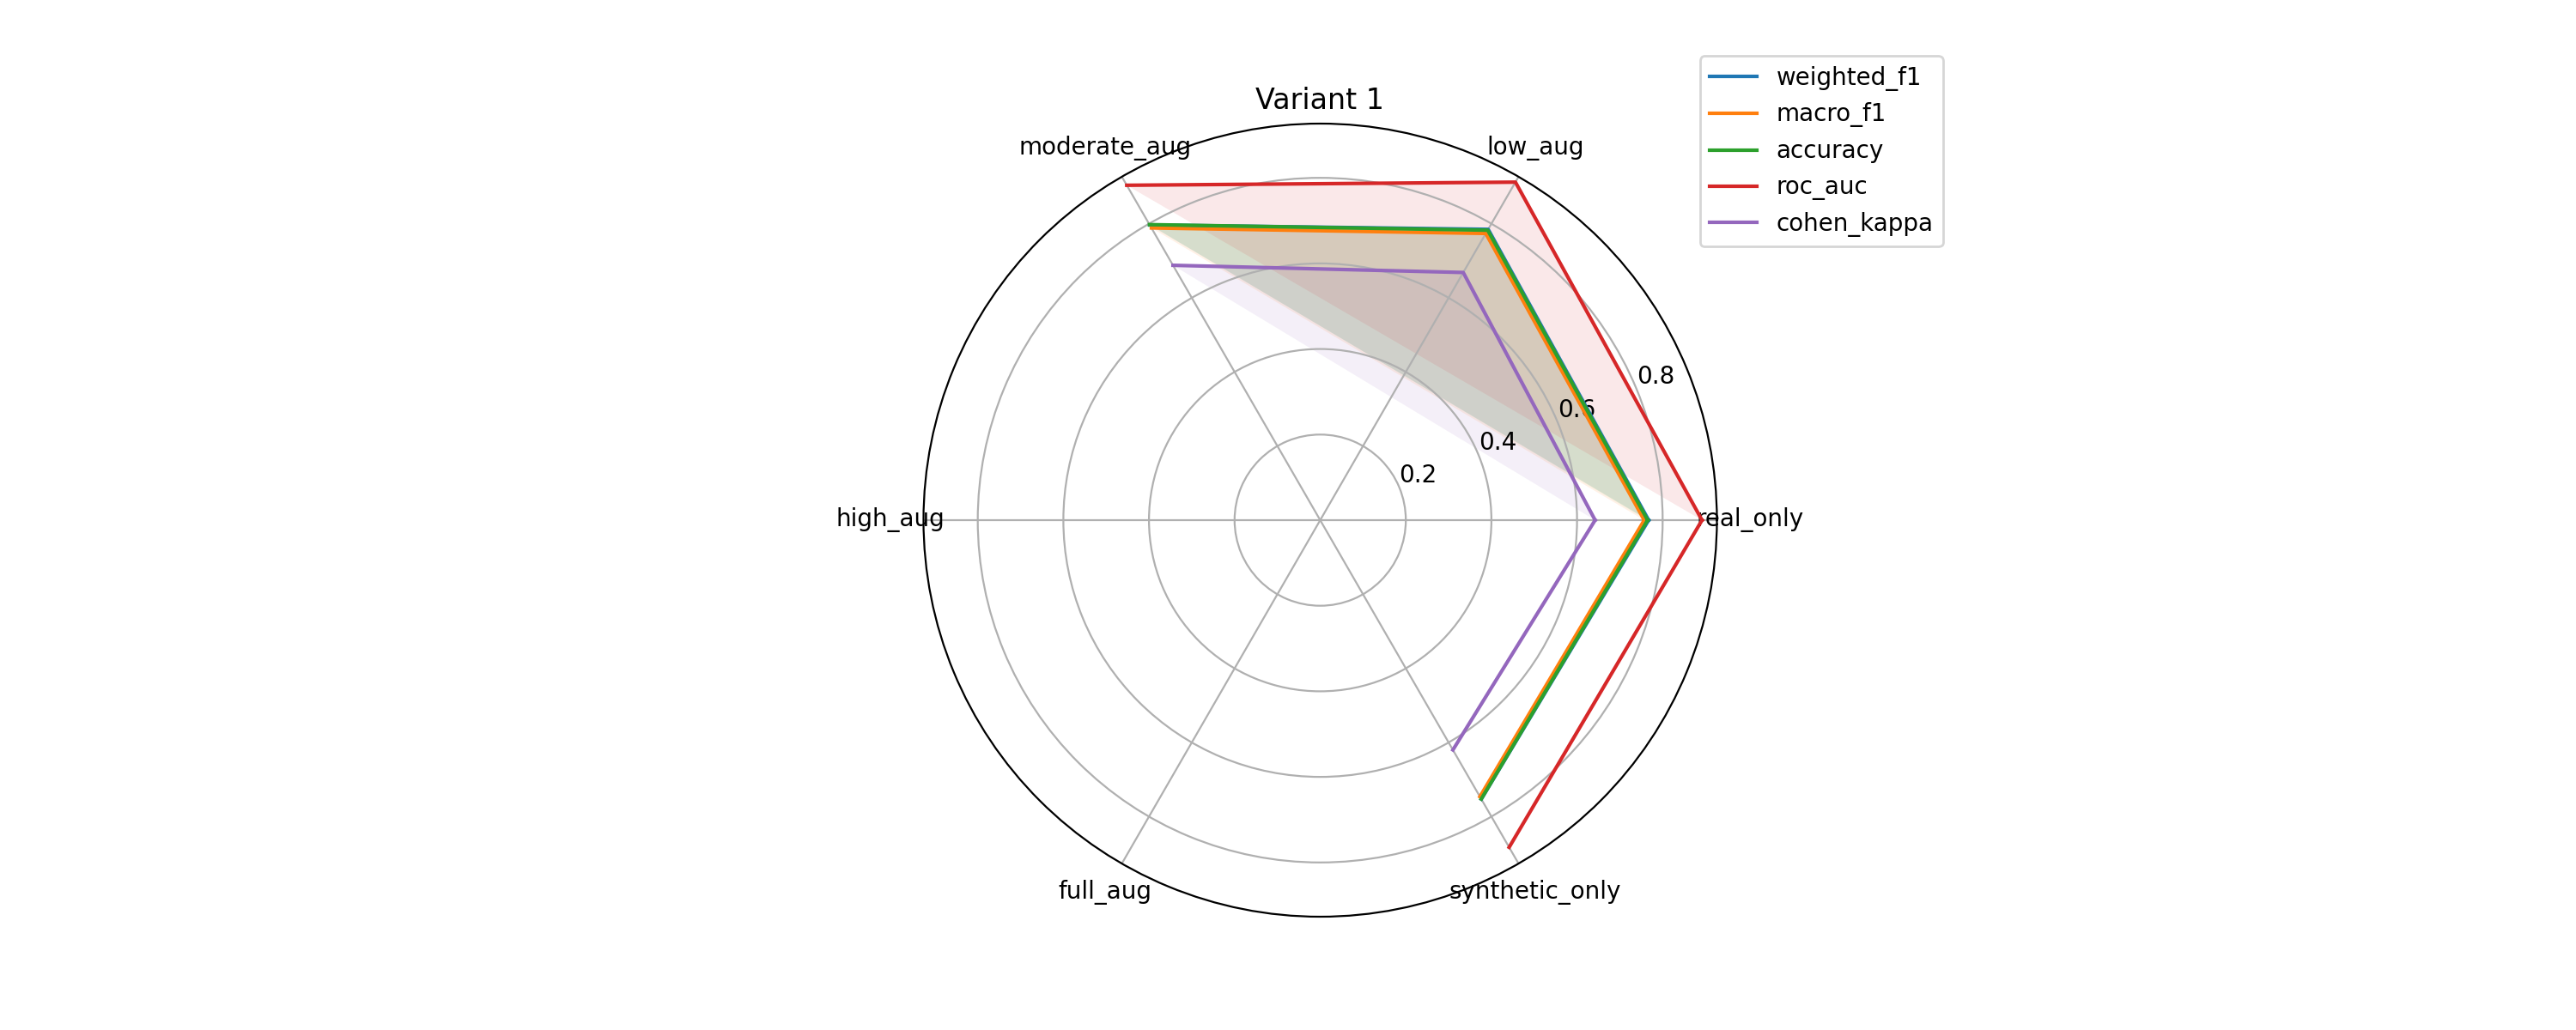 Variant 1
weighted_f1
macro_f1
accuracy
roc_auc
cohen_kappa
moderate_aug
low_aug
high_aug
real_only
full_aug
synthetic_only
0.2
0.4
0.6
0.8